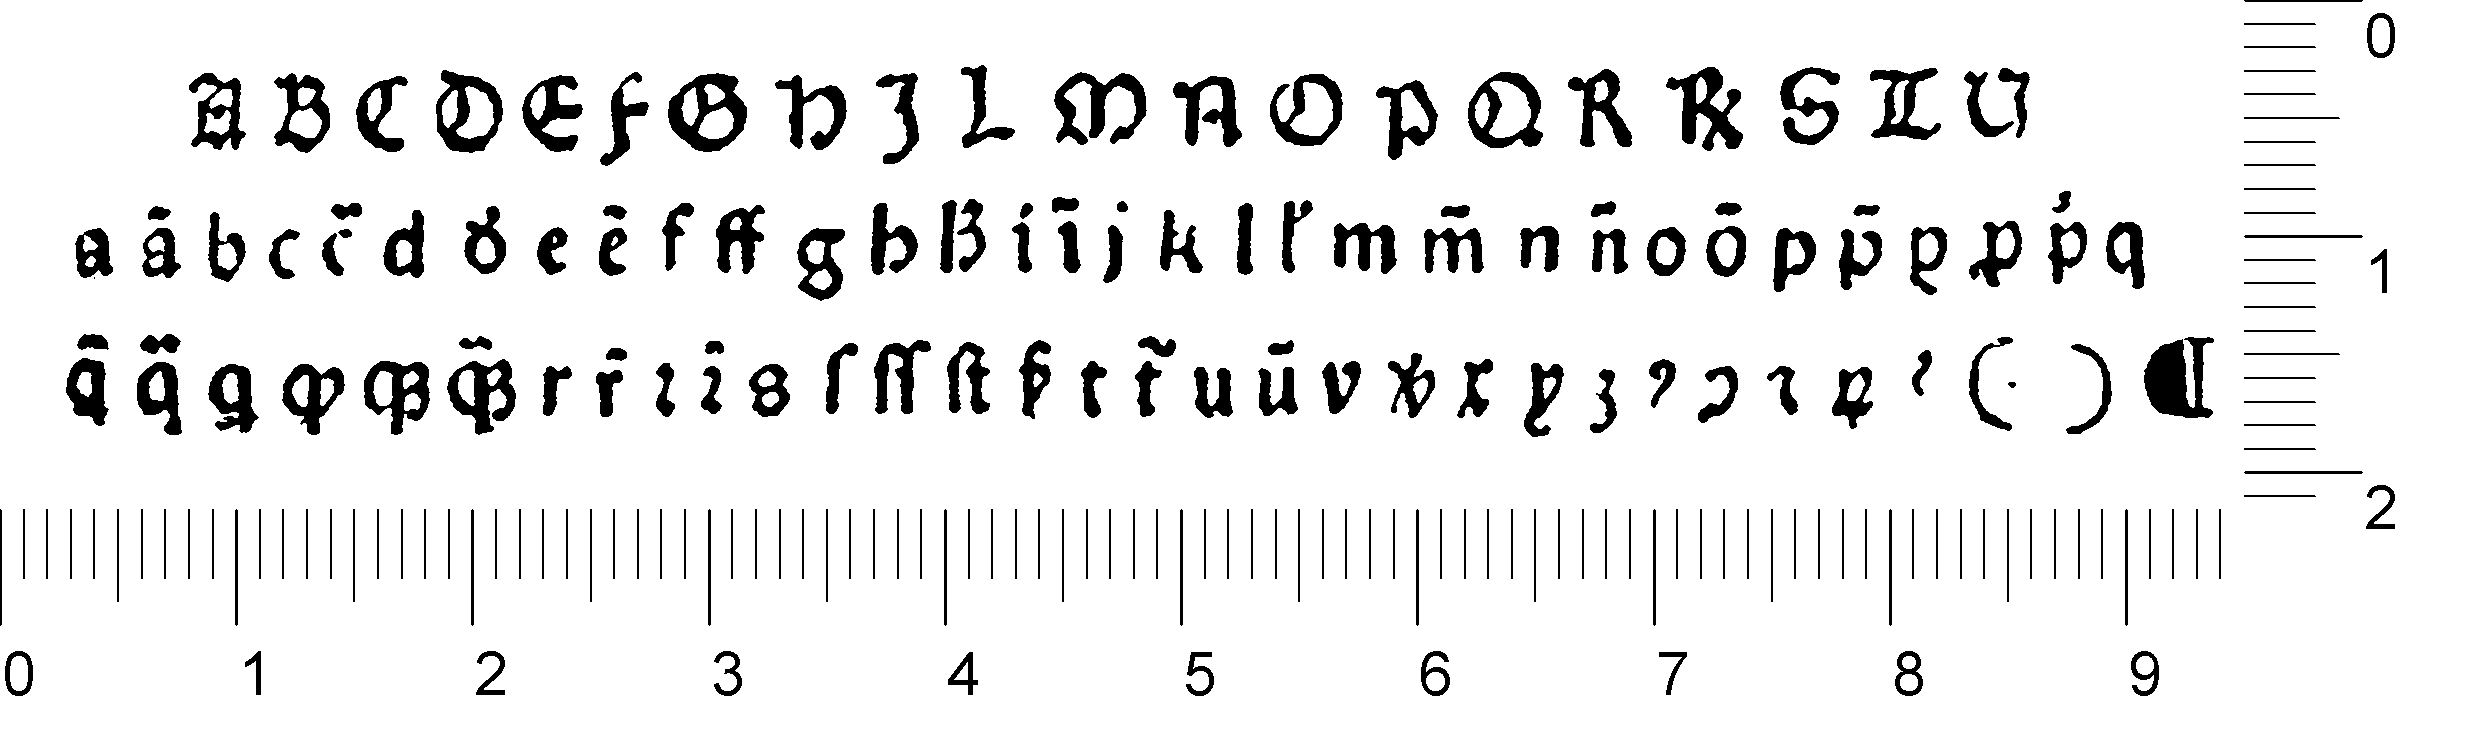 A B C D E F G H J L M N O P Q R ℞ S T U
a ã b c c̃ d ď e ẽ f ff g h ß i ĩ j k l l̕ m m̃ n ñ o õ p p̃ ꝑ ꝓ p̕ q
q̃ q̈ ꝗ ꝙ r r̃ ı s ſ ſſ ſt t t̃ u ũ v x y z ꝰ ꝛ ( · ) ¶
0 1 2 3 4 5 6 7 8 9
0
1
2